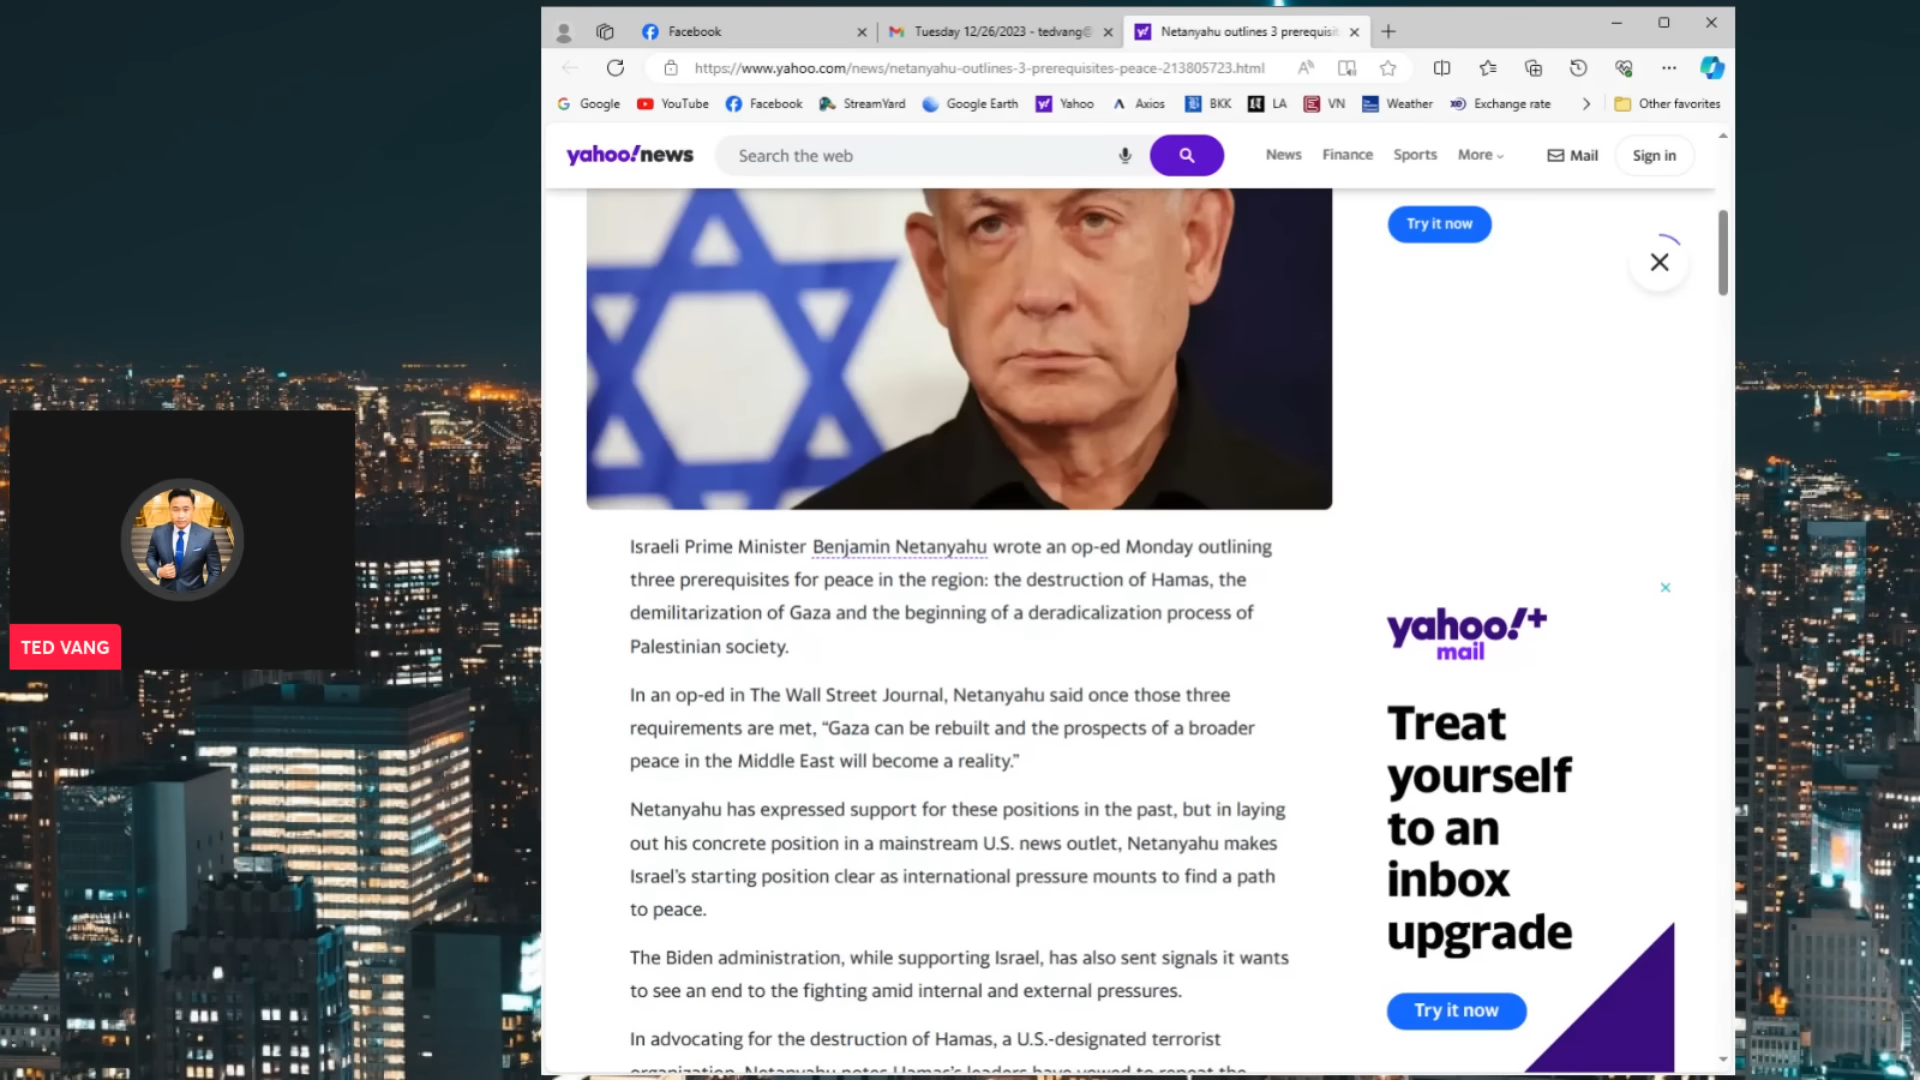 Facebook
Tuesday 12/26/2023 - tedvang@
Netanyahu outlines 3 prerequisit
https://www.yahoo.com/news/netanyahu-outlines-3-prerequisites-peace-213805723.html
Google
YouTube
Facebook
StreamYard
Google Earth
Yahoo
Axios
BKK
LA
VN
Weather
Exchange rate
Other favorites
yahoo!news
Search the web
News
Finance
Sports
More
Mail
Sign in
Try it now
TED VANG
Israeli Prime Minister Benjamin Netanyahu wrote an op-ed Monday outlining
three prerequisites for peace in the region: the destruction of Hamas, the
demilitarization of Gaza and the beginning of a deradicalization process of
Palestinian society.
In an op-ed in The Wall Street Journal, Netanyahu said once those three
requirements are met, “Gaza can be rebuilt and the prospects of a broader
peace in the Middle East will become a reality.”
Netanyahu has expressed support for these positions in the past, but in laying
out his concrete position in a mainstream U.S. news outlet, Netanyahu makes
Israel’s starting position clear as international pressure mounts to find a path
to peace.
The Biden administration, while supporting Israel, has also sent signals it wants
to see an end to the fighting amid internal and external pressures.
In advocating for the destruction of Hamas, a U.S.-designated terrorist
organization, Netanyahu notes Hamas’s leaders have vowed to repeat the
yahoo!+
mail
Treat
yourself
to an
inbox
upgrade
Try it now